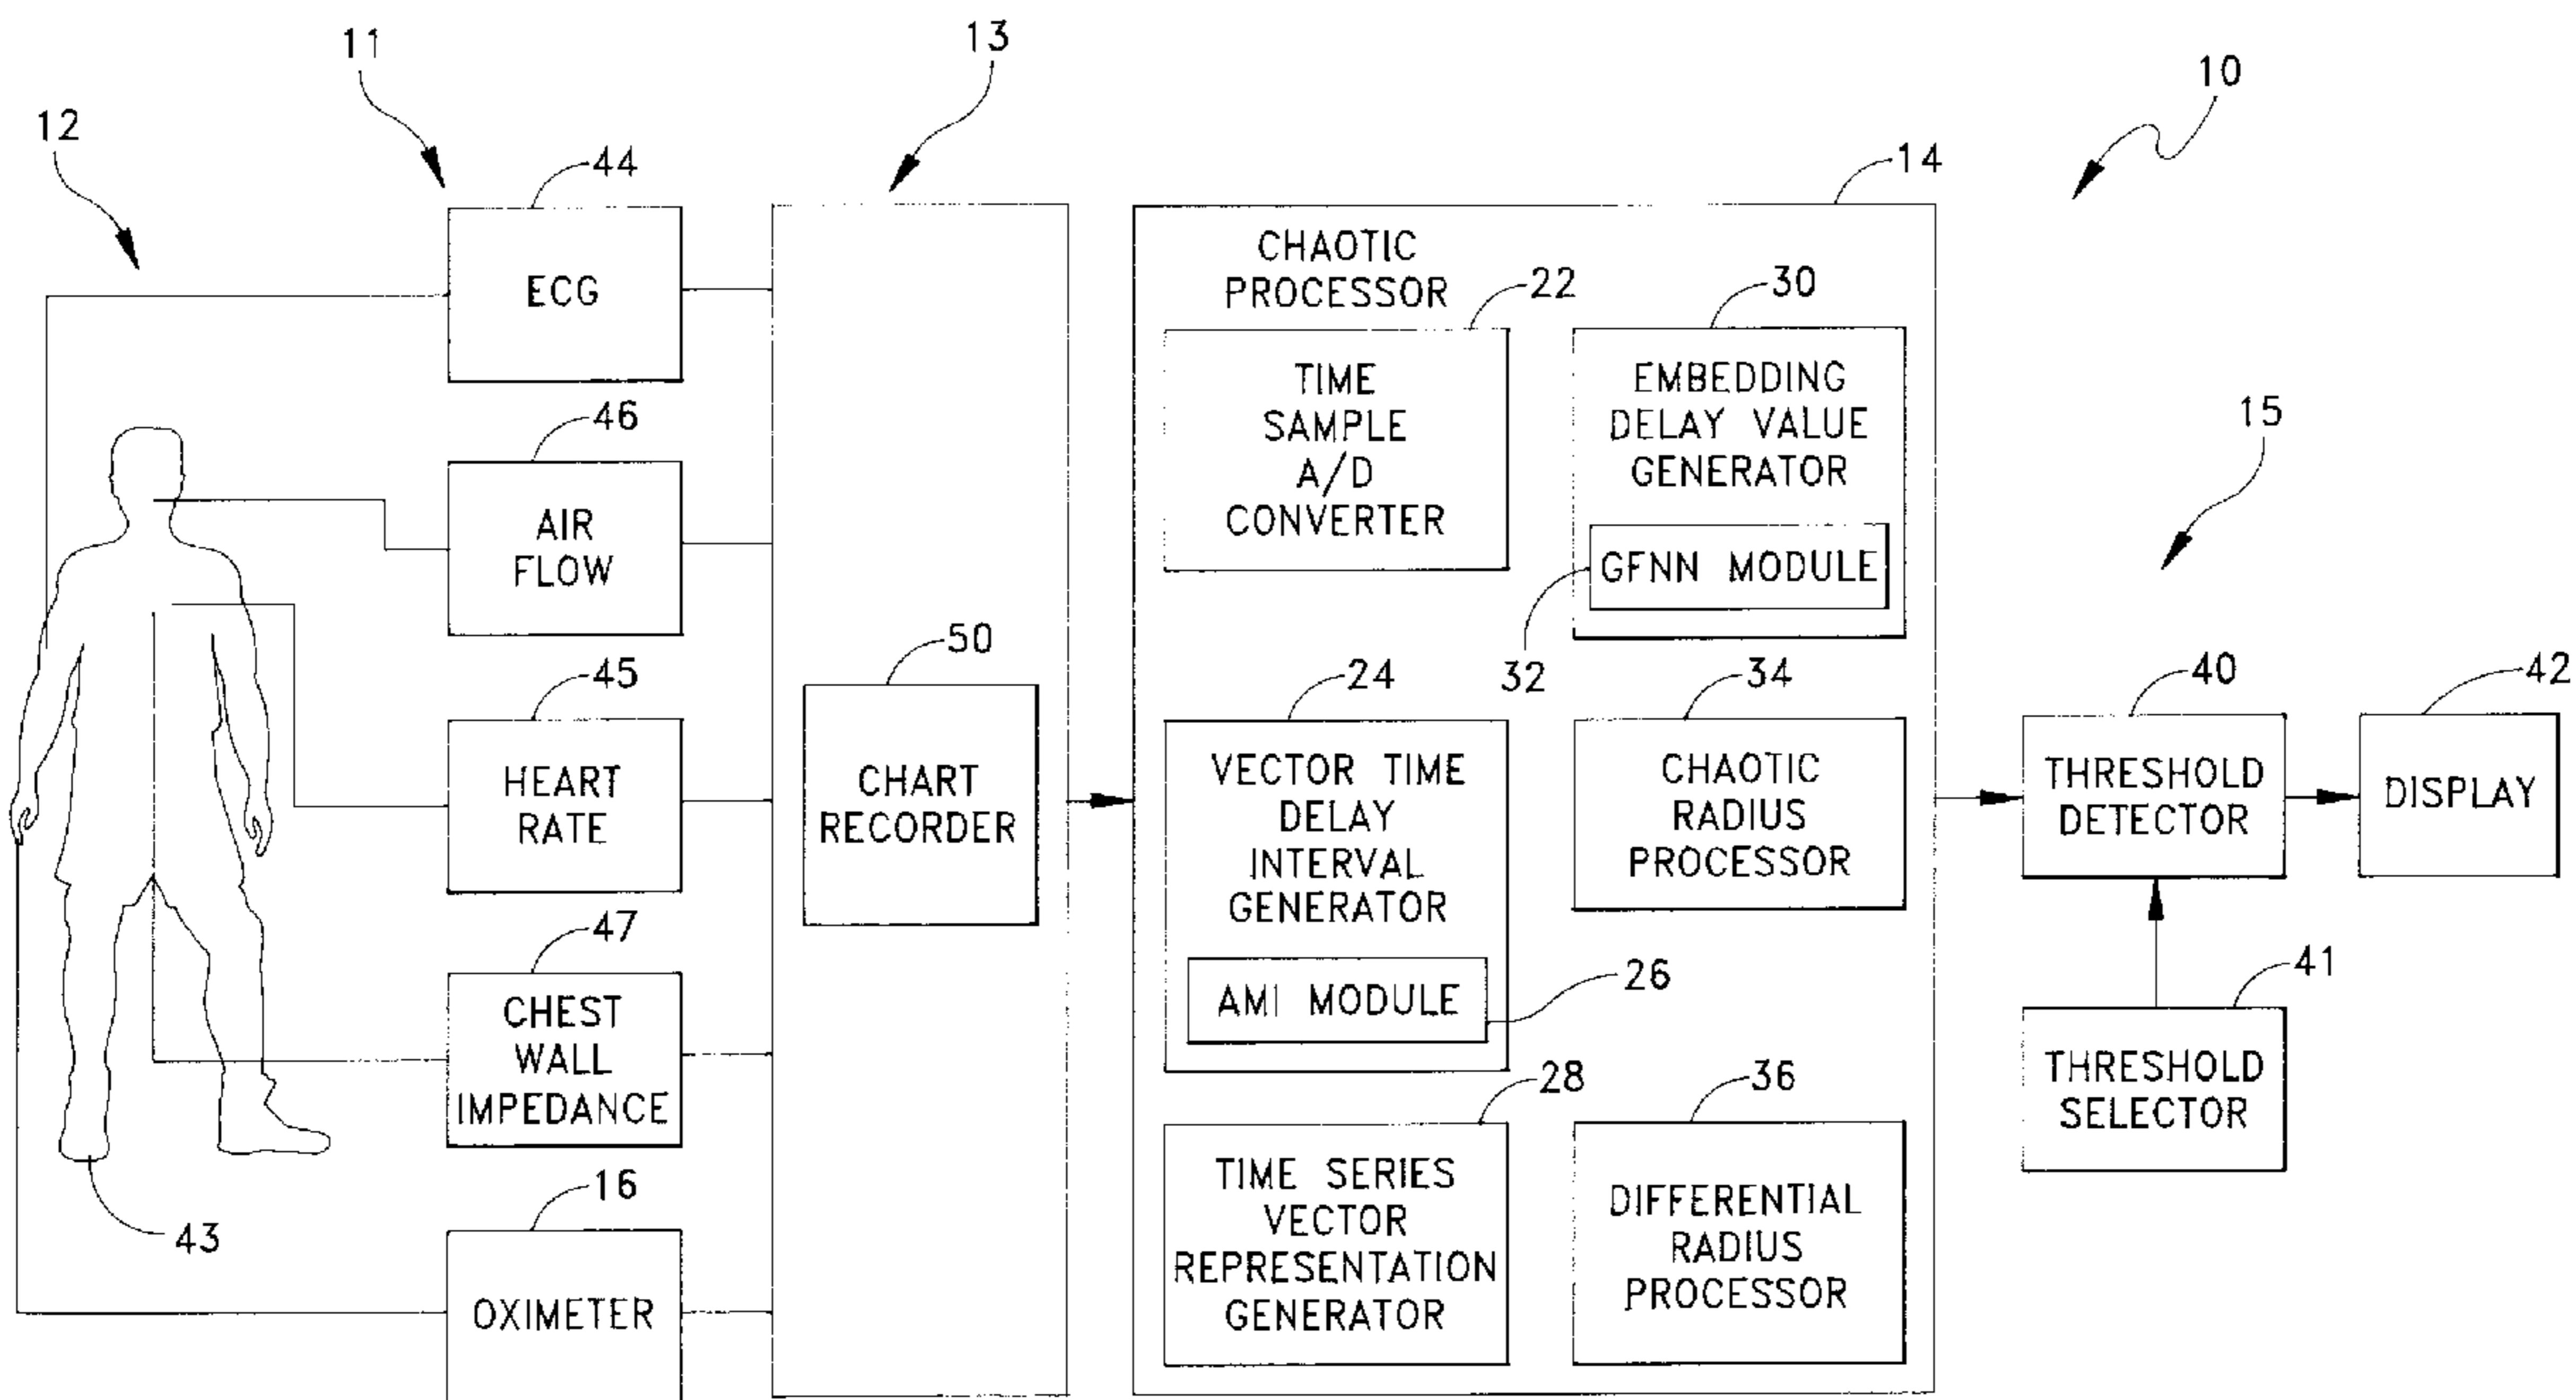 11
13
10
12
44
ECG
46
AIR
FLOW
45
HEART
RATE
47
CHEST
WALL
IMPEDANCE
16
OXIMETER
43
50
CHART
RECORDER
14
CHAOTIC
PROCESSOR
22
TIME
SAMPLE
A/D
CONVERTER
30
EMBEDDING
DELAY VALUE
GENERATOR
GFNN MODULE
32
24
VECTOR TIME
DELAY
INTERVAL
GENERATOR
AMI MODULE
26
34
CHAOTIC
RADIUS
PROCESSOR
28
TIME SERIES
VECTOR
REPRESENTATION
GENERATOR
36
DIFFERENTIAL
RADIUS
PROCESSOR
15
40
THRESHOLD
DETECTOR
42
DISPLAY
41
THRESHOLD
SELECTOR